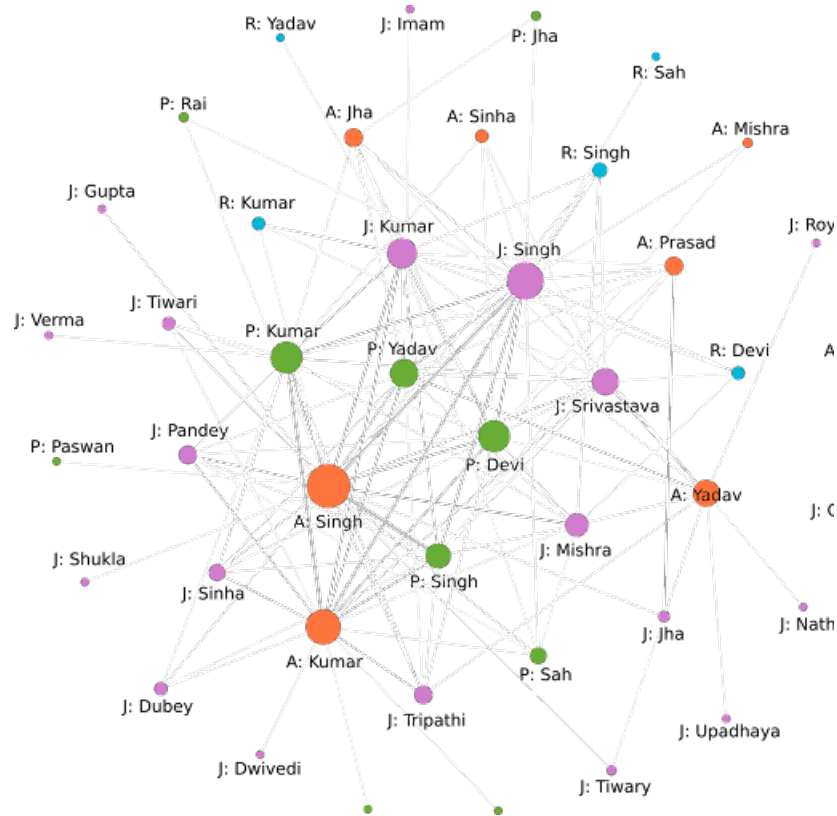 R: Yadav
J: Imam
P: Jha
R: Sah
P: Rai
A: Jha
A: Sinha
A: Mishra
R: Singh
J: Gupta
R: Kumar
J: Kumar
J: Singh
A: Prasad
J: Roy
J: Tiwari
J: Verma
P: Kumar
P: Yadav
R: Devi
A
J: Srivastava
J: Pandey
P: Paswan
P: Devi
A: Yadav
A: Singh
J: C
J: Mishra
J: Shukla
P: Singh
J: Sinha
J: Nath
J: Jha
A: Kumar
P: Sah
J: Dubey
J: Tripathi
J: Upadhaya
J: Dwivedi
J: Tiwary